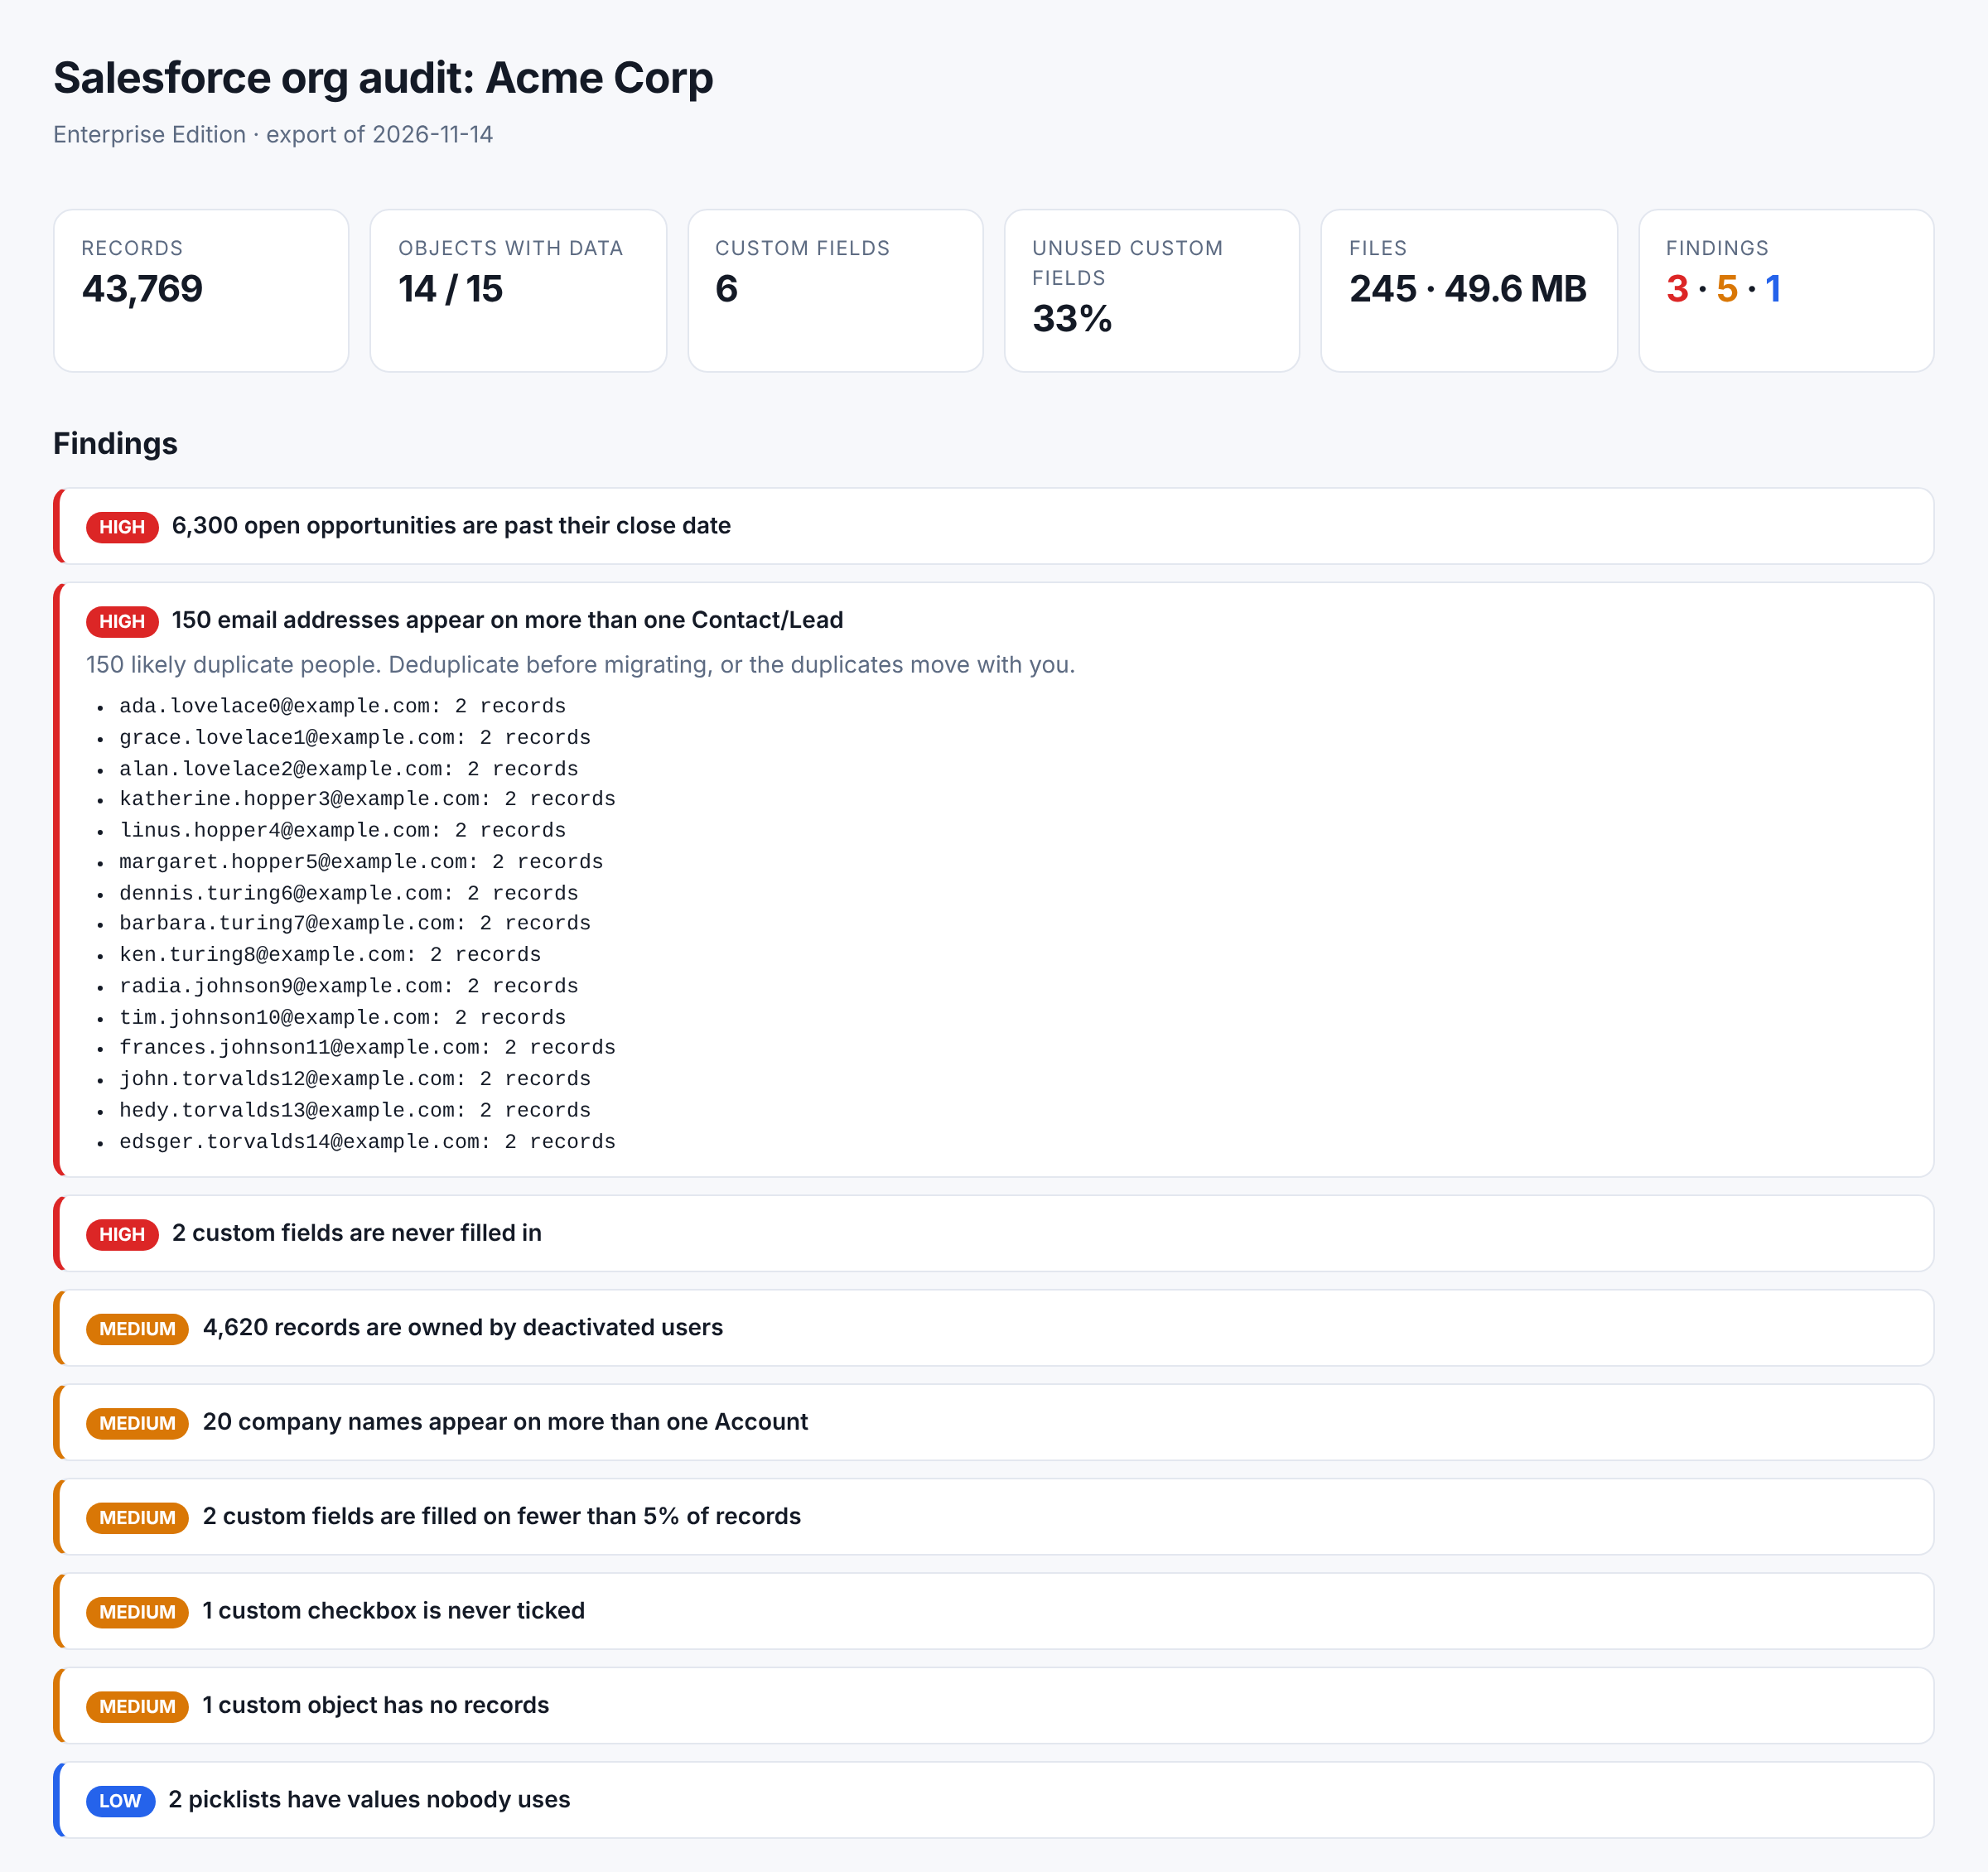 Salesforce org audit: Acme Corp
Enterprise Edition · export of 2026-11-14
RECORDS
43,769
OBJECTS WITH DATA
14 / 15
CUSTOM FIELDS
6
UNUSED CUSTOM
FIELDS
33%
FILES
245 · 49.6 MB
FINDINGS
3 · 5 · 1
Findings
HIGH 6,300 open opportunities are past their close date
HIGH 150 email addresses appear on more than one Contact/Lead
150 likely duplicate people. Deduplicate before migrating, or the duplicates move with you.
• ada.lovelace0@example.com: 2 records
• grace.lovelace1@example.com: 2 records
• alan.lovelace2@example.com: 2 records
• katherine.hopper3@example.com: 2 records
• linus.hopper4@example.com: 2 records
• margaret.hopper5@example.com: 2 records
• dennis.turing6@example.com: 2 records
• barbara.turing7@example.com: 2 records
• ken.turing8@example.com: 2 records
• radia.johnson9@example.com: 2 records
• tim.johnson10@example.com: 2 records
• frances.johnson11@example.com: 2 records
• john.torvalds12@example.com: 2 records
• hedy.torvalds13@example.com: 2 records
• edsger.torvalds14@example.com: 2 records
HIGH 2 custom fields are never filled in
MEDIUM 4,620 records are owned by deactivated users
MEDIUM 20 company names appear on more than one Account
MEDIUM 2 custom fields are filled on fewer than 5% of records
MEDIUM 1 custom checkbox is never ticked
MEDIUM 1 custom object has no records
LOW 2 picklists have values nobody uses